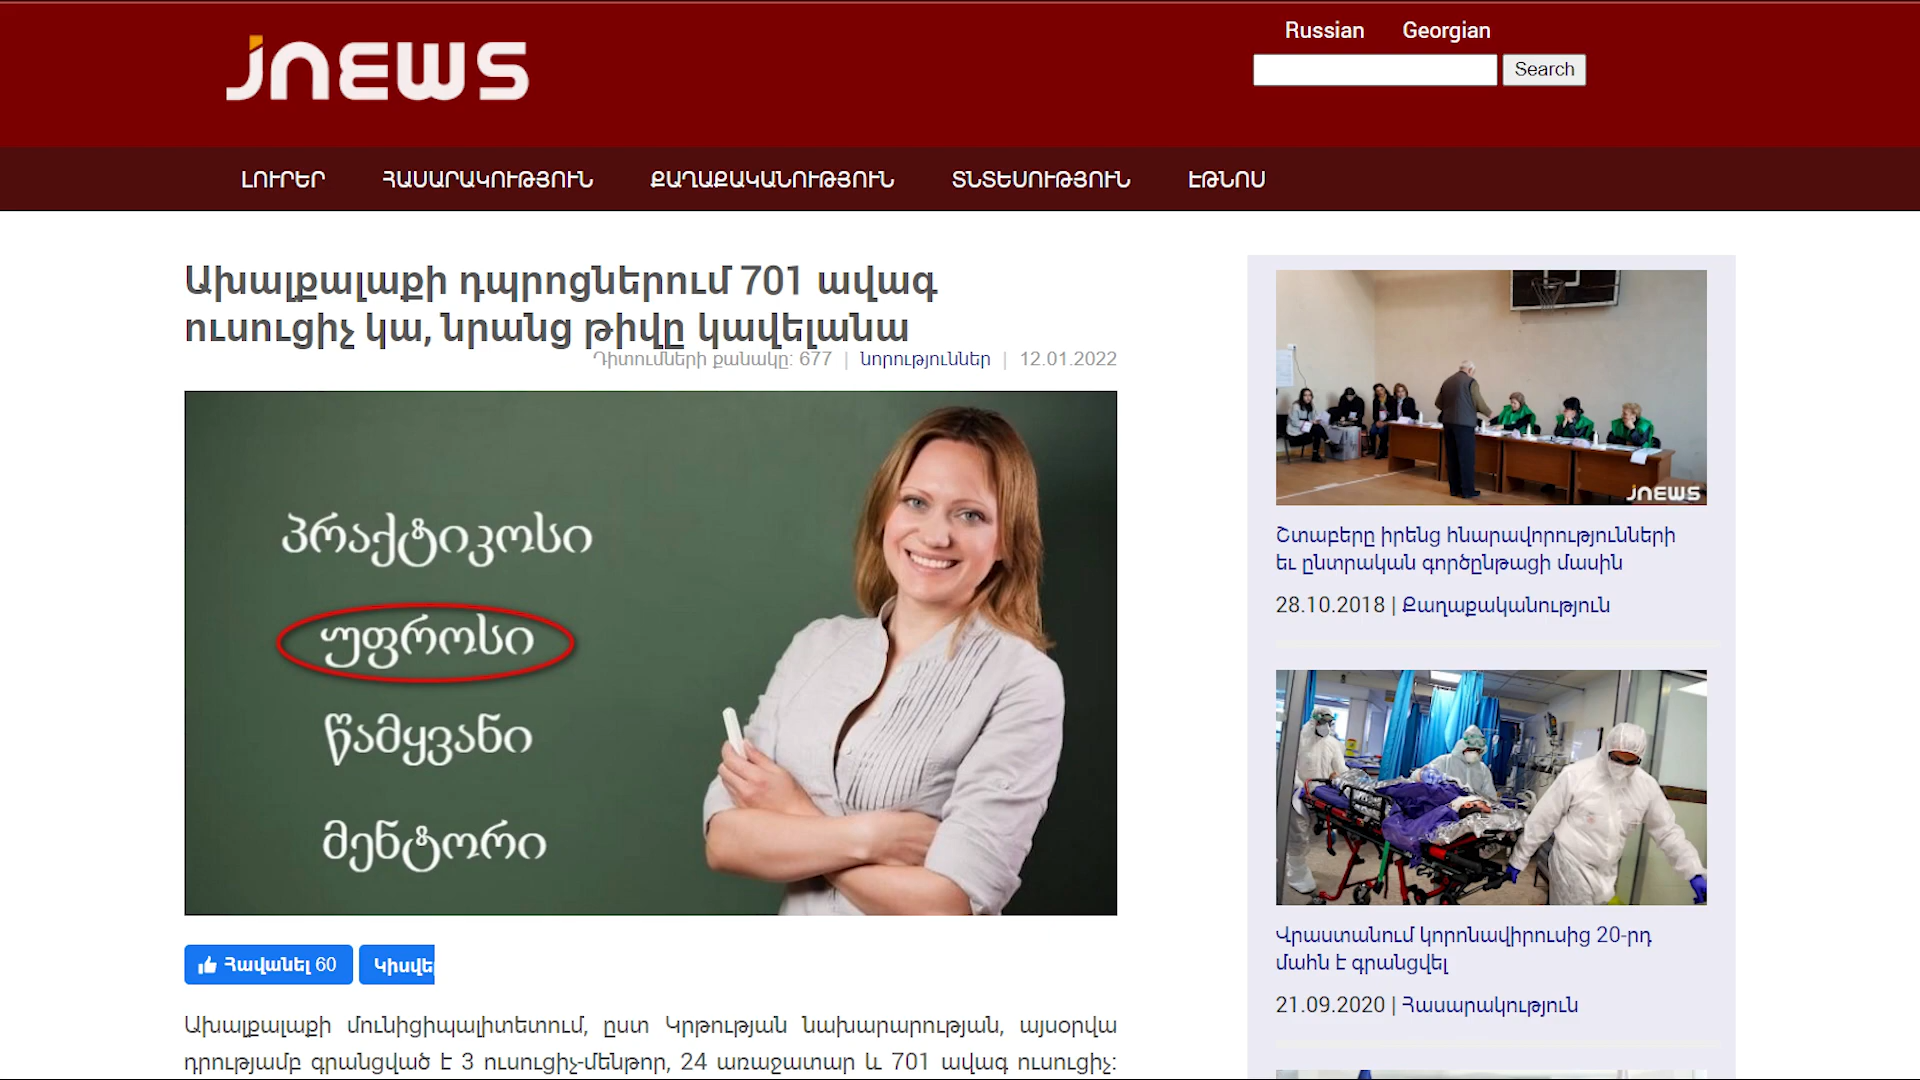 JNEWS
Russian Georgian
Search
ԼՈՒՐԵՐ ՀԱՍԱՐԱԿՈՒԹՅՈՒՆ ՔԱՂԱՔԱԿԱՆՈՒԹՅՈՒՆ ՏՆՏԵՍՈՒԹՅՈՒՆ ԷԹՆՈՍ
Ախալքալաքի դպրոցներում 701 ավագ
ուսուցիչ կա, նրանց թիվը կավելանա
Դիտումների քանակը: 677 | նորություններ | 12.01.2022
პრაქტიკოსი
უფროსი
წამყვანი
მენტორი
Հավանել 60
Ախալքալաքի մունիցիպալիտետում, ըստ Կրթության նախարարության, այսօրվա
դրությամբ գրանցված է 3 ուսուցիչ-մենթոր, 24 առաջատար և 701 ավագ ուսուցիչ:
JNEWS
Շտաբերը իրենց հնարավորությունների
եւ ընտրական գործընթացի մասին
28.10.2018 | Քաղաքականություն
Վրաստանում կորոնավիրուսից 20-րդ
մահն է գրանցվել
21.09.2020 | Հասարակություն